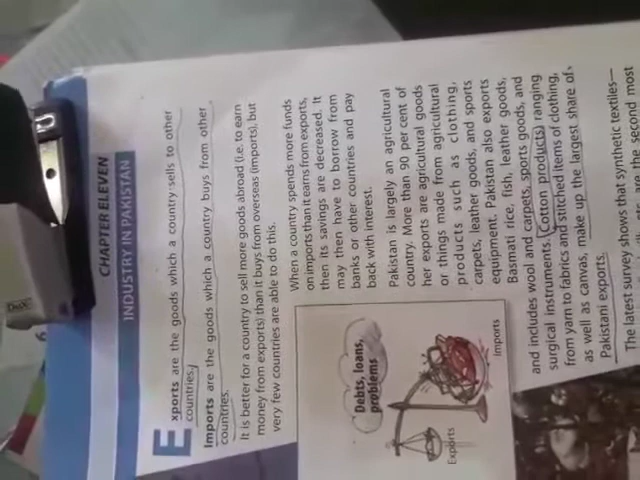 CHAPTER ELEVEN
INDUSTRY IN PAKISTAN
Exports are the goods which a country sells to other
countries.
Imports are the goods which a country buys from other
countries.
It is better for a country to sell more goods abroad (i.e. to earn
money from exports) than it buys from overseas (imports), but
very few countries are able to do this.
When a country spends more funds
on imports than it earns from exports,
then its savings are decreased. It
may then have to borrow from
banks or other countries and pay
back with interest.
Debts, loans,
problems
Exports
Imports
Pakistan is largely an agricultural
country. More than 90 per cent of
her exports are agricultural goods
or things made from agricultural
products such as clothing,
carpets, leather goods, and sports
equipment. Pakistan also exports
Basmati rice, fish, leather goods,
and includes wool and carpets, sports goods, and
surgical instruments. Cotton products ranging
from yarn to fabrics and stitched items of clothing,
as well as canvas, make up the largest share of
Pakistani exports.
The latest survey shows that synthetic textiles—
are the second most